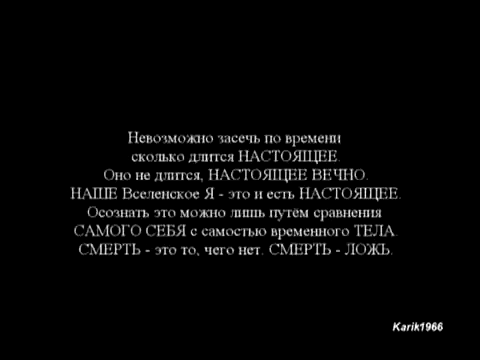 Невозможно засечь по времени
сколько длится НАСТОЯЩЕЕ.
Оно не длится, НАСТОЯЩЕЕ ВЕЧНО.
НАШЕ Вселенское Я - это и есть НАСТОЯЩЕЕ.
Осознать это можно лишь путём сравнения
САМОГО СЕБЯ с самостью временного ТЕЛА.
СМЕРТЬ - это то, чего нет. СМЕРТЬ - ЛОЖЬ.
Karik1966